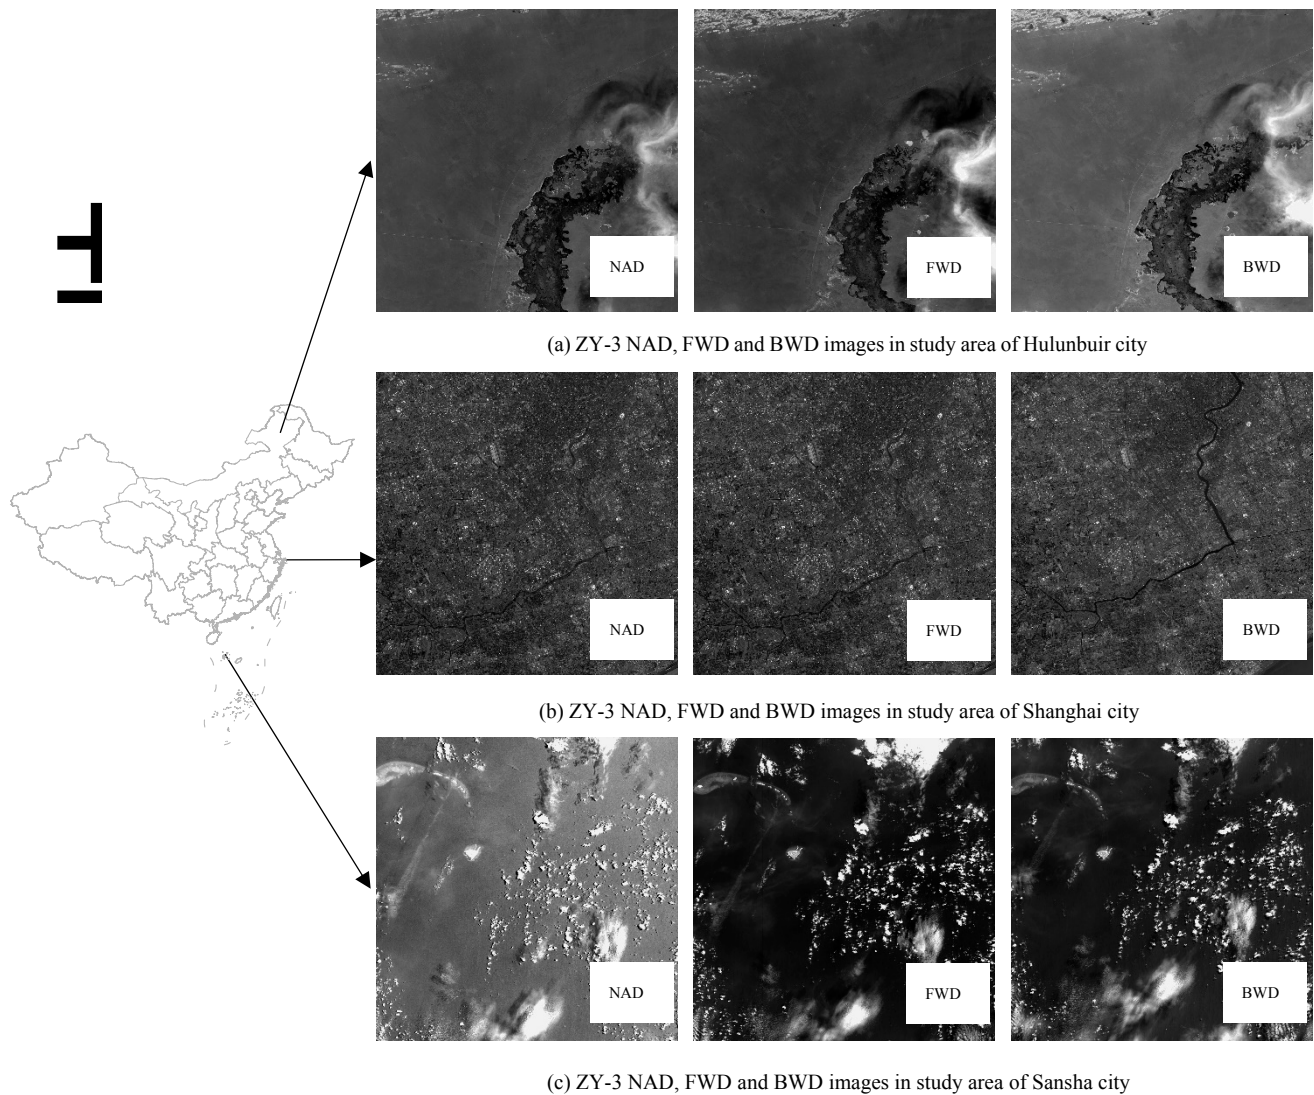 NAD
FWD
BWD
(a) ZY-3 NAD, FWD and BWD images in study area of Hulunbuir city
NAD
FWD
BWD
(b) ZY-3 NAD, FWD and BWD images in study area of Shanghai city
NAD
FWD
BWD
(c) ZY-3 NAD, FWD and BWD images in study area of Sansha city